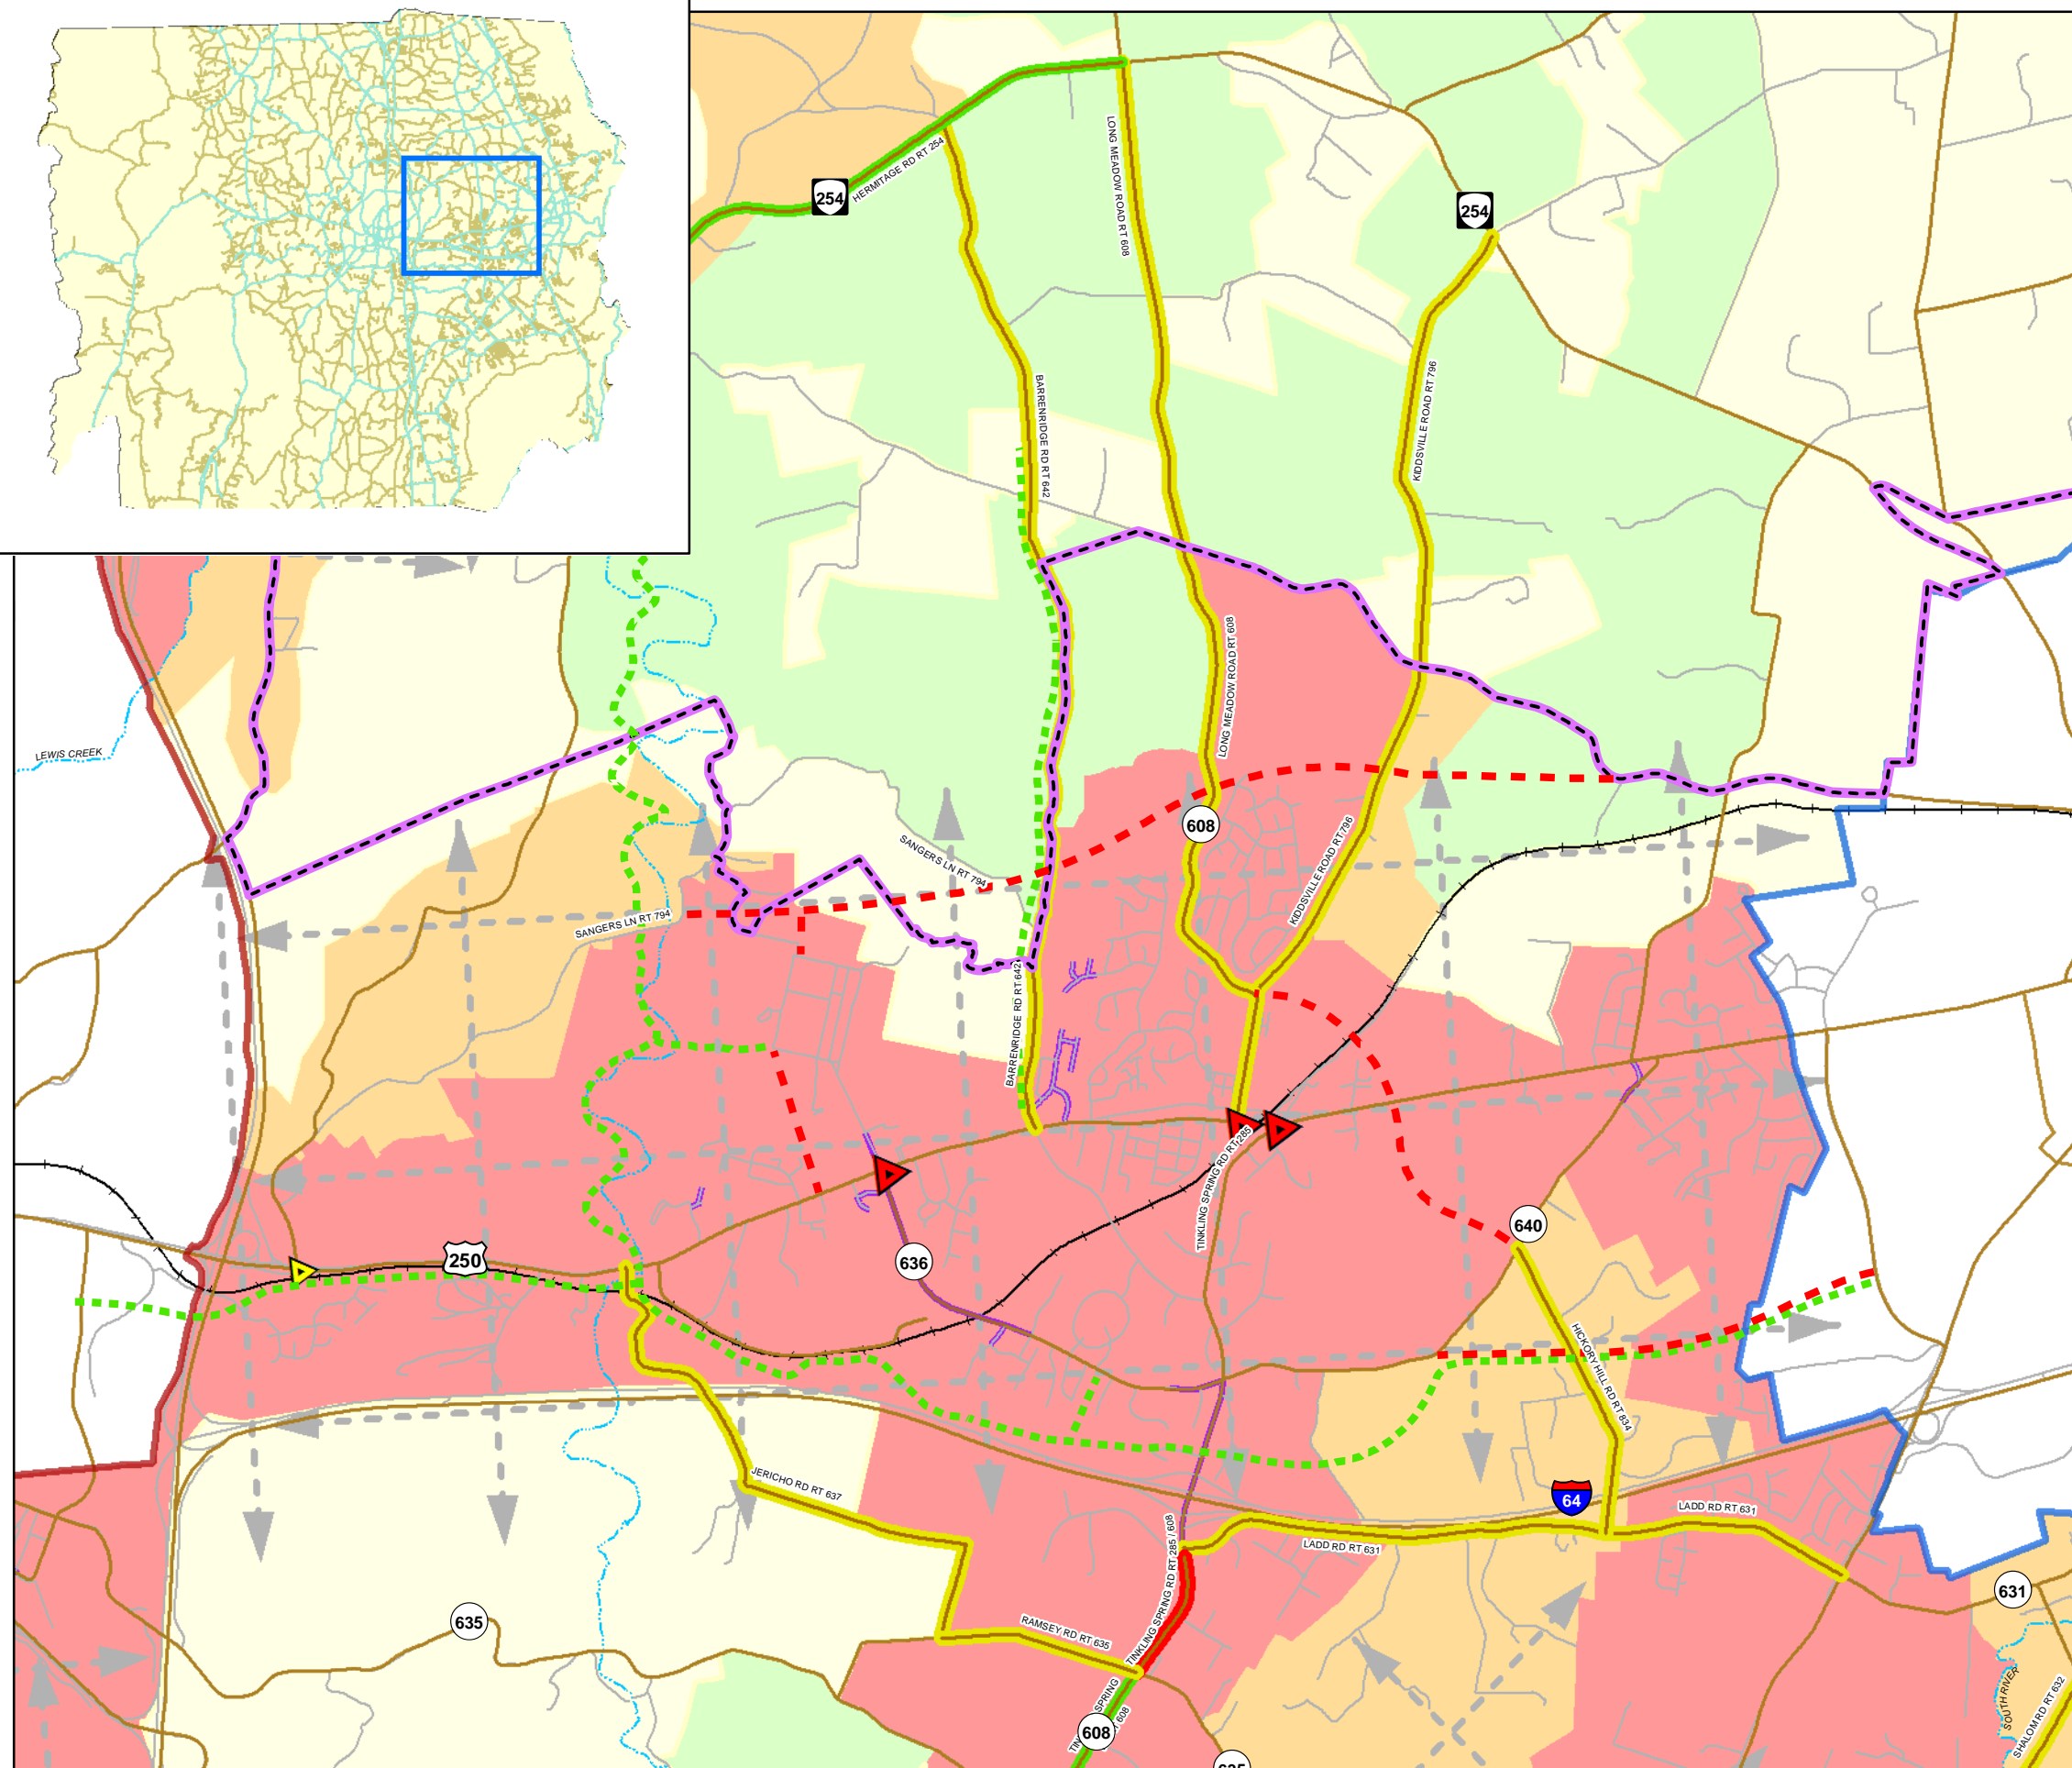 HERMITAGE RD RT 254
254
LONG MEADOW ROAD RT 608
254
BARRENRIDGE RD RT 642
KIDDSVILLE ROAD RT 796
LONG MEADOW ROAD RT 608
LEWIS CREEK
608
SANGERS LN RT 794
KIDDSVILLE ROAD RT 796
SANGERS LN RT 794
BARRENRIDGE RD RT 642
TINKLING SPRING RD RT 285
640
250
636
HICKORY HILL RD RT 834
JERICHO RD RT 637
64
LADD RD RT 631
LADD RD RT 631
TINKLING SPRING RD RT 285 / 608
631
635
RAMSEY RD RT 635
SOUTH RIVER
SHALOM RD RT 632
SPRING
608
608